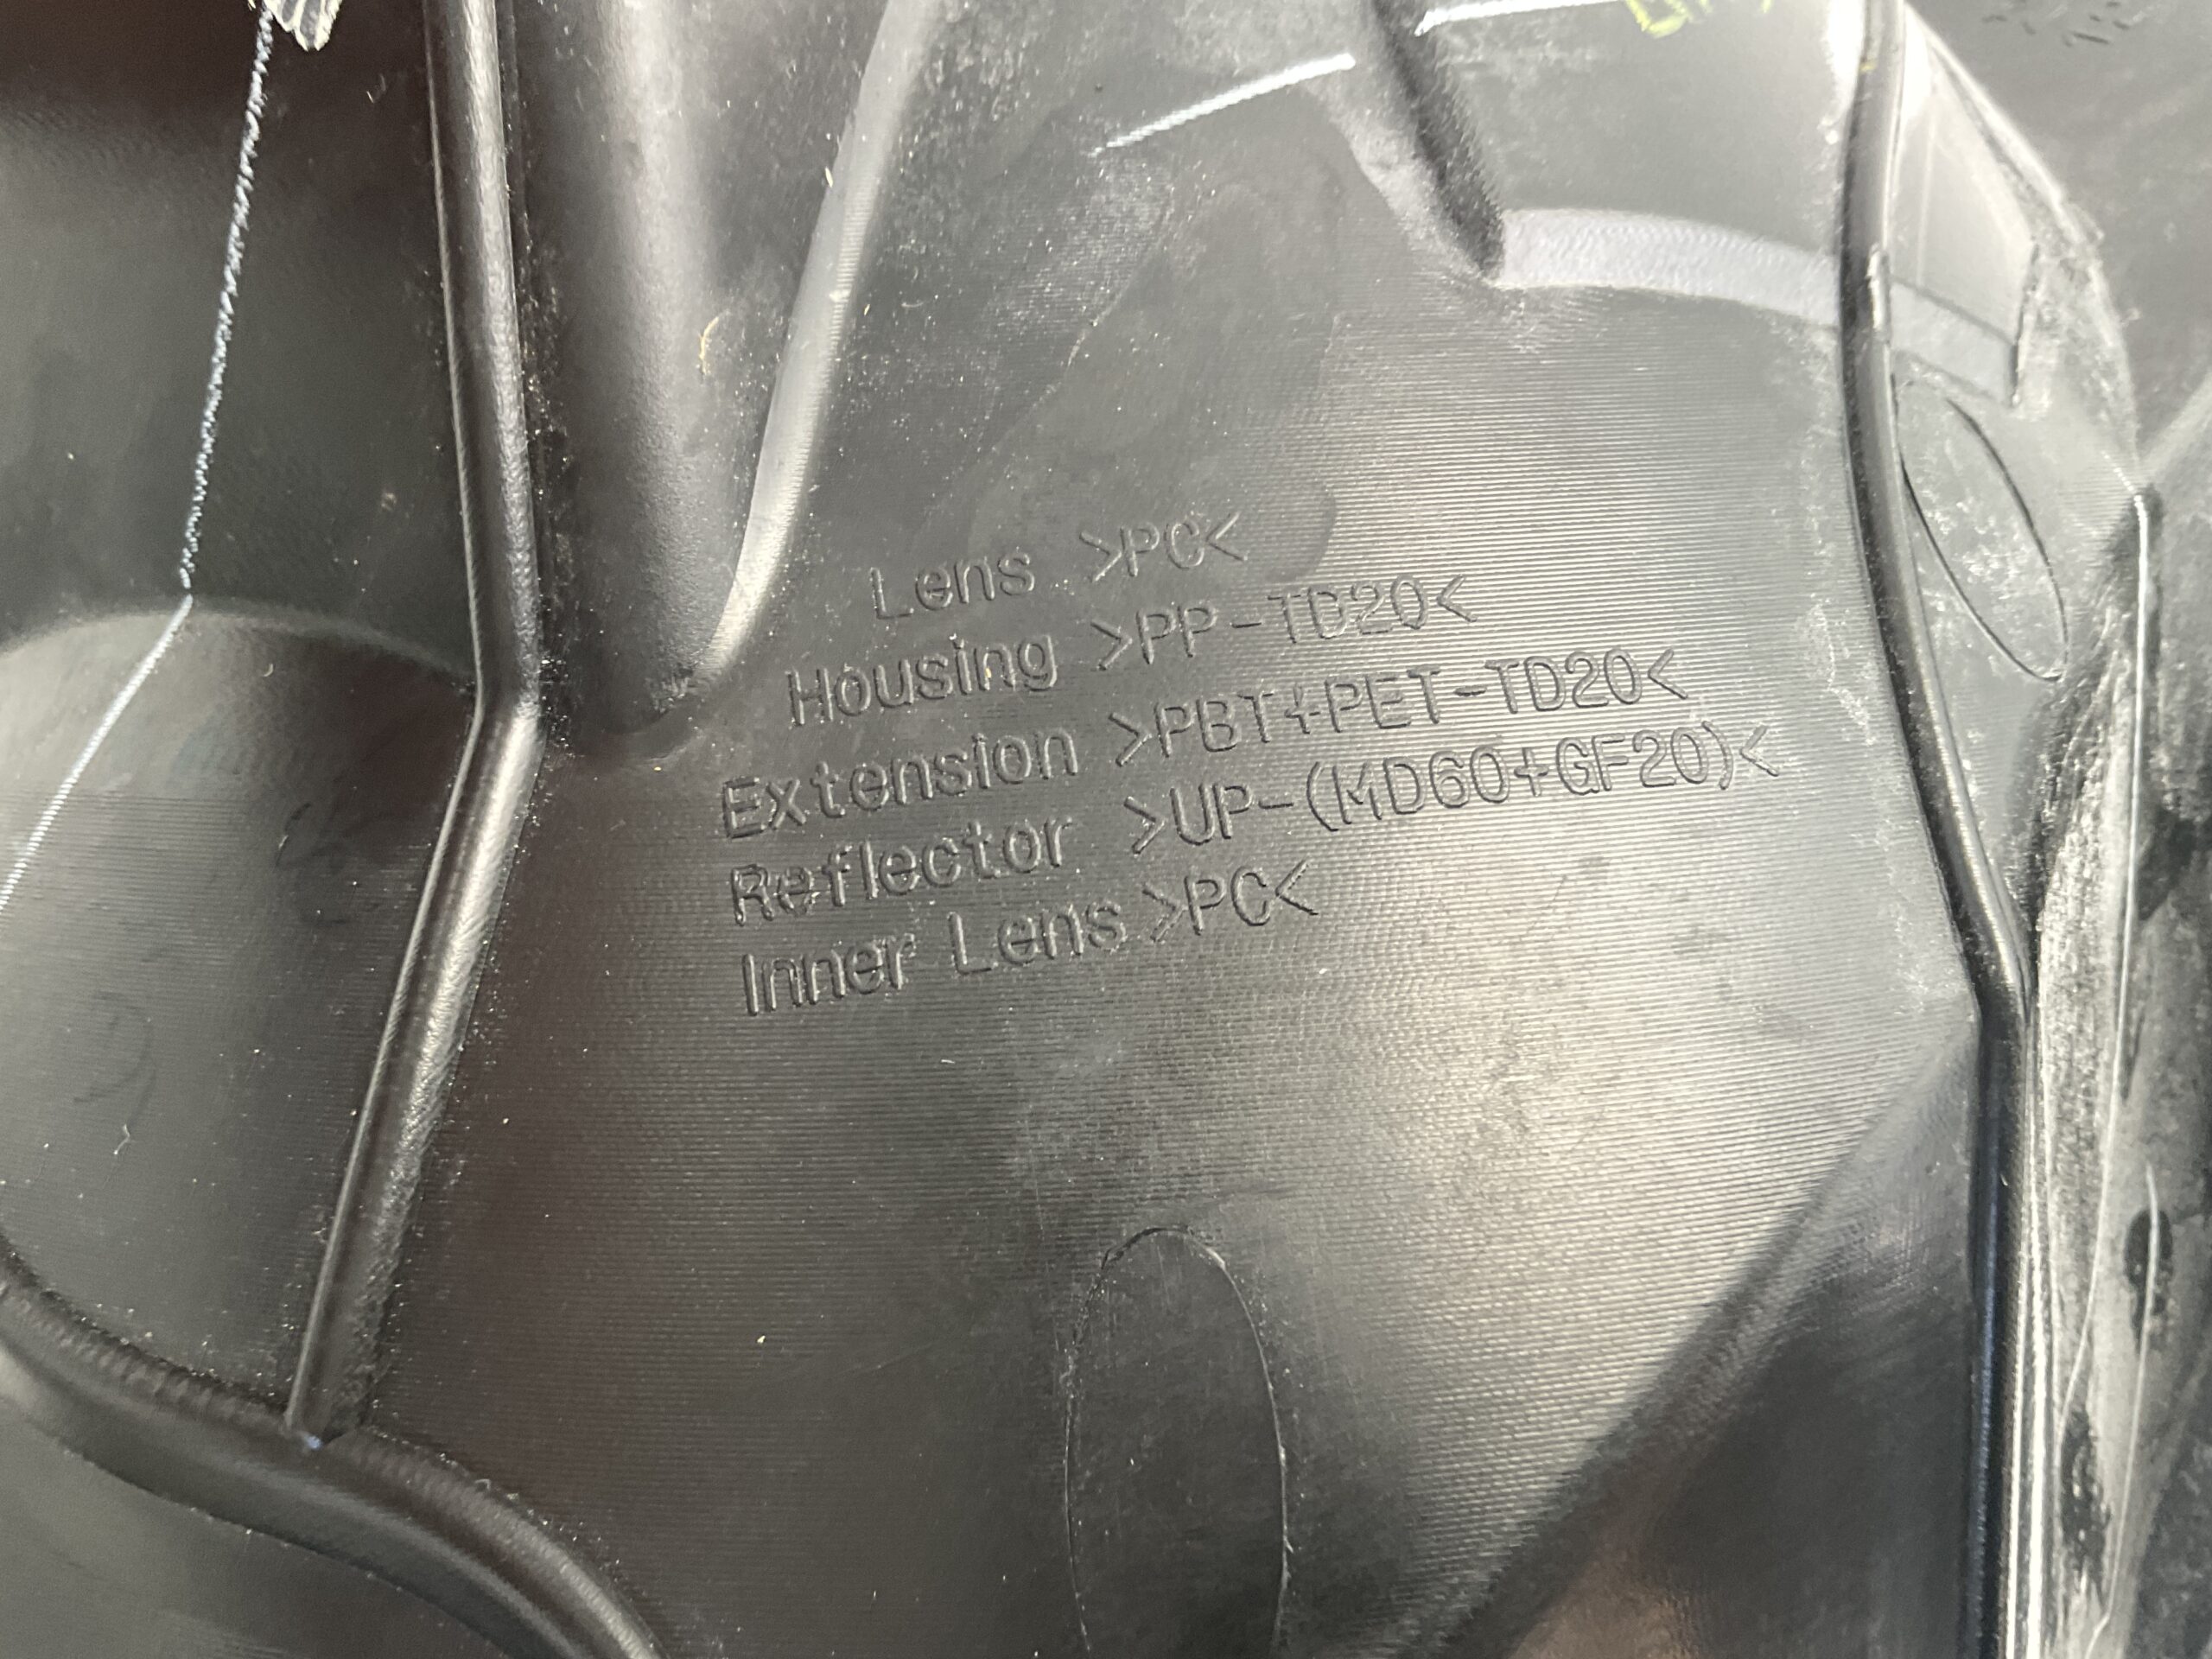 Lens >PC<
Housing >PP-TD20<
Extension >PBT+PET-TD20<
Reflector >UP-(MD60+GF20)<
Inner Lens >PC<